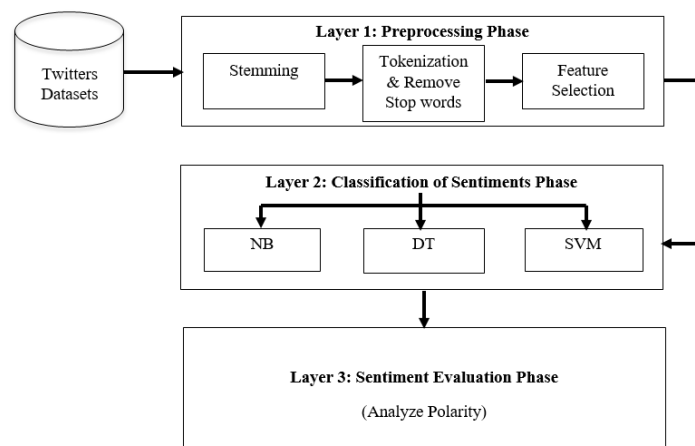 Twitters
Datasets
Layer 1: Preprocessing Phase
Stemming
Tokenization
& Remove
Stop words
Feature
Selection
Layer 2: Classification of Sentiments Phase
NB
DT
SVM
Layer 3: Sentiment Evaluation Phase
(Analyze Polarity)